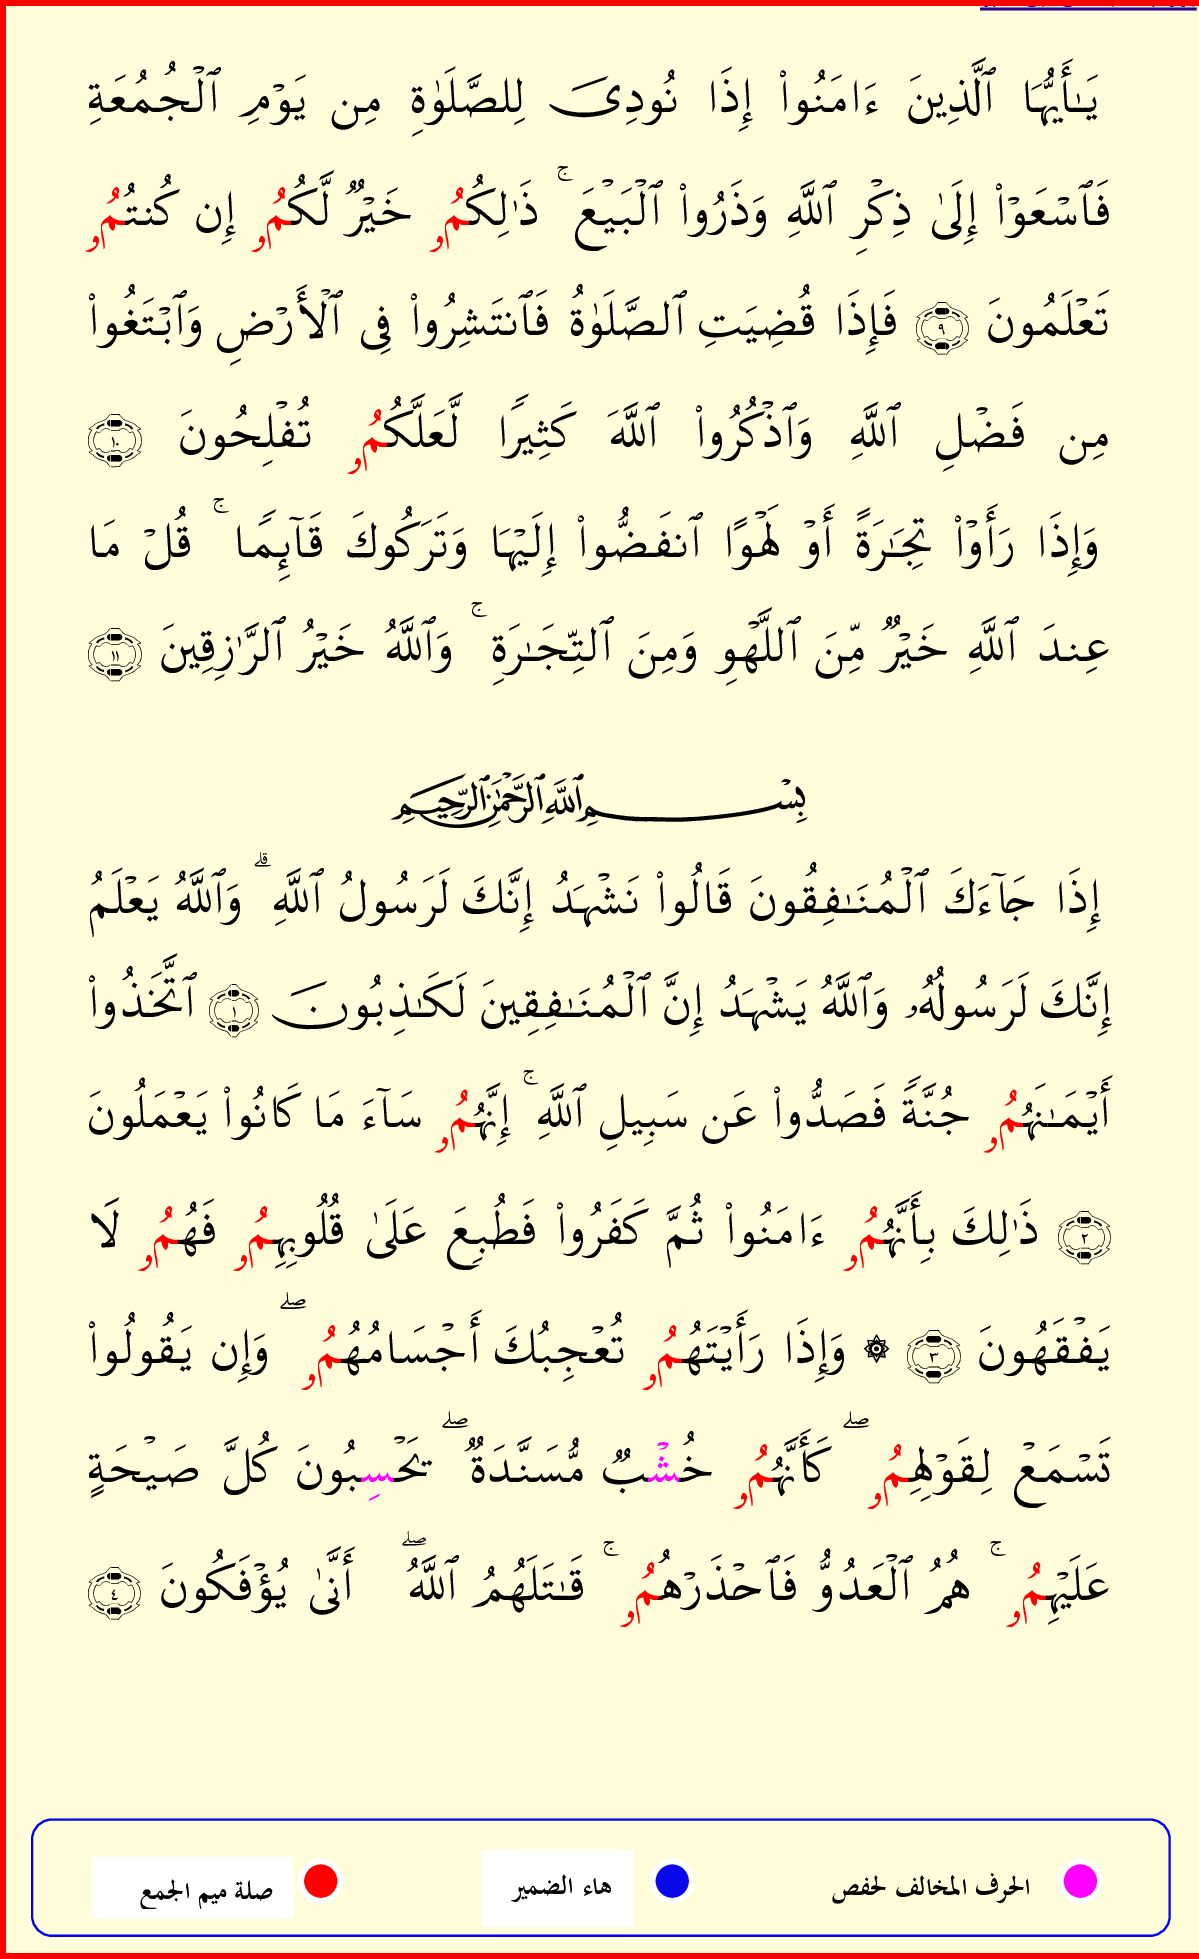 يَـٰٓأَيُّهَا ٱلَّذِينَ ءَامَنُوا۟ إِذَا نُودِىَ لِلصَّلَوٰةِ مِن يَوْمِ ٱلْجُمُعَةِ
فَٱسْعَوْا۟ إِلَىٰ ذِكْرِ ٱللَّهِ وَذَرُوا۟ ٱلْبَيْعَ ۚ ذَٰلِكُمُۥ خَيْرٌ لَّكُمُۥ إِن كُنتُمُۥ
تَعْلَمُونَ ٩ فَإِذَا قُضِيَتِ ٱلصَّلَوٰةُ فَٱنتَشِرُوا۟ فِى ٱلْأَرْضِ وَٱبْتَغُوا۟
مِن فَضْلِ ٱللَّهِ وَٱذْكُرُوا۟ ٱللَّهَ كَثِيرًا لَّعَلَّكُمُۥ تُفْلِحُونَ ١٠
وَإِذَا رَأَوْا۟ تِجَـٰرَةً أَوْ لَهْوًا ٱنفَضُّوا۟ إِلَيْهَا وَتَرَكُوكَ قَآئِمًا ۚ قُلْ مَا
عِندَ ٱللَّهِ خَيْرٌ مِّنَ ٱللَّهْوِ وَمِنَ ٱلتِّجَـٰرَةِ ۚ وَٱللَّهُ خَيْرُ ٱلرَّٰزِقِينَ ١١
بِسْمِ ٱللَّهِ ٱلرَّحْمَـٰنِ ٱلرَّحِيمِ
إِذَا جَآءَكَ ٱلْمُنَـٰفِقُونَ قَالُوا۟ نَشْهَدُ إِنَّكَ لَرَسُولُ ٱللَّهِ ۗ وَٱللَّهُ يَعْلَمُ
إِنَّكَ لَرَسُولُهُۥ وَٱللَّهُ يَشْهَدُ إِنَّ ٱلْمُنَـٰفِقِينَ لَكَـٰذِبُونَ ١ ٱتَّخَذُوا۟
أَيْمَـٰنَهُمُۥ جُنَّةً فَصَدُّوا۟ عَن سَبِيلِ ٱللَّهِ ۚ إِنَّهُمُۥ سَآءَ مَا كَانُوا۟ يَعْمَلُونَ
٢ ذَٰلِكَ بِأَنَّهُمُۥ ءَامَنُوا۟ ثُمَّ كَفَرُوا۟ فَطُبِعَ عَلَىٰ قُلُوبِهِمُۥ فَهُمُۥ لَا
يَفْقَهُونَ ٣ ۞ وَإِذَا رَأَيْتَهُمُۥ تُعْجِبُكَ أَجْسَامُهُمُۥ ۖ وَإِن يَقُولُوا۟
تَسْمَعْ لِقَوْلِهِمُۥ ۖ كَأَنَّهُمُۥ خُشْبٌ مُّسَنَّدَةٌ ۖ يَحْسِبُونَ كُلَّ صَيْحَةٍ
عَلَيْهِمُۥ ۚ هُمُ ٱلْعَدُوُّ فَٱحْذَرْهُمُۥ ۚ قَـٰتَلَهُمُ ٱللَّهُ ۖ أَنَّىٰ يُؤْفَكُونَ ٤
الحرف المخالف لحفص هاء الضمير صلة ميم الجمع